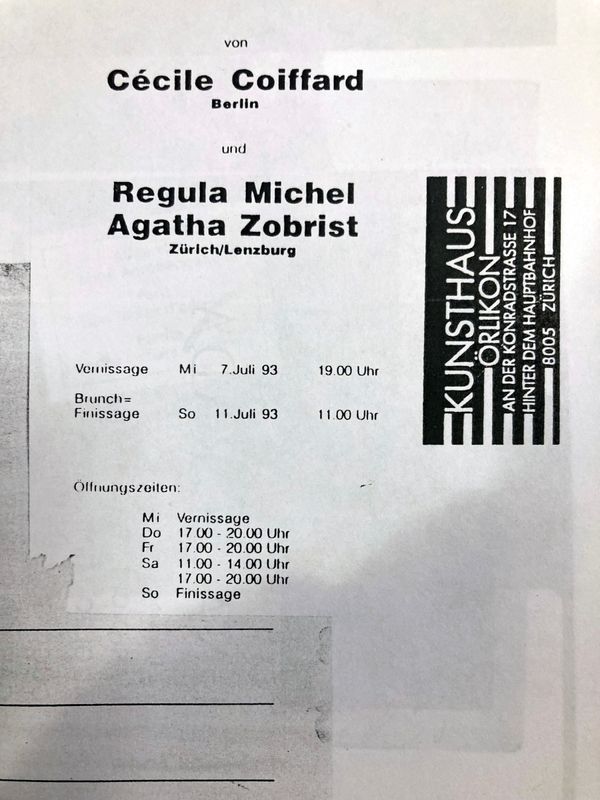 von
Cécile Coiffard
Berlin
und
Regula Michel
Agatha Zobrist
Zürich/Lenzburg
KUNSTHAUS
ÖRLIKON
AN DER KONRADSTRASSE 17
HINTER DEM HAUPTBAHNHOF
8005 ZÜRICH
Vernissage Mi 7.Juli 93 19.00 Uhr
Brunch=
Finissage So 11.Juli 93 11.00 Uhr
Öffnungszeiten:
Mi Vernissage
Do 17.00 - 20.00 Uhr
Fr 17.00 - 20.00 Uhr
Sa 11.00 - 14.00 Uhr
17.00 - 20.00 Uhr
So Finissage